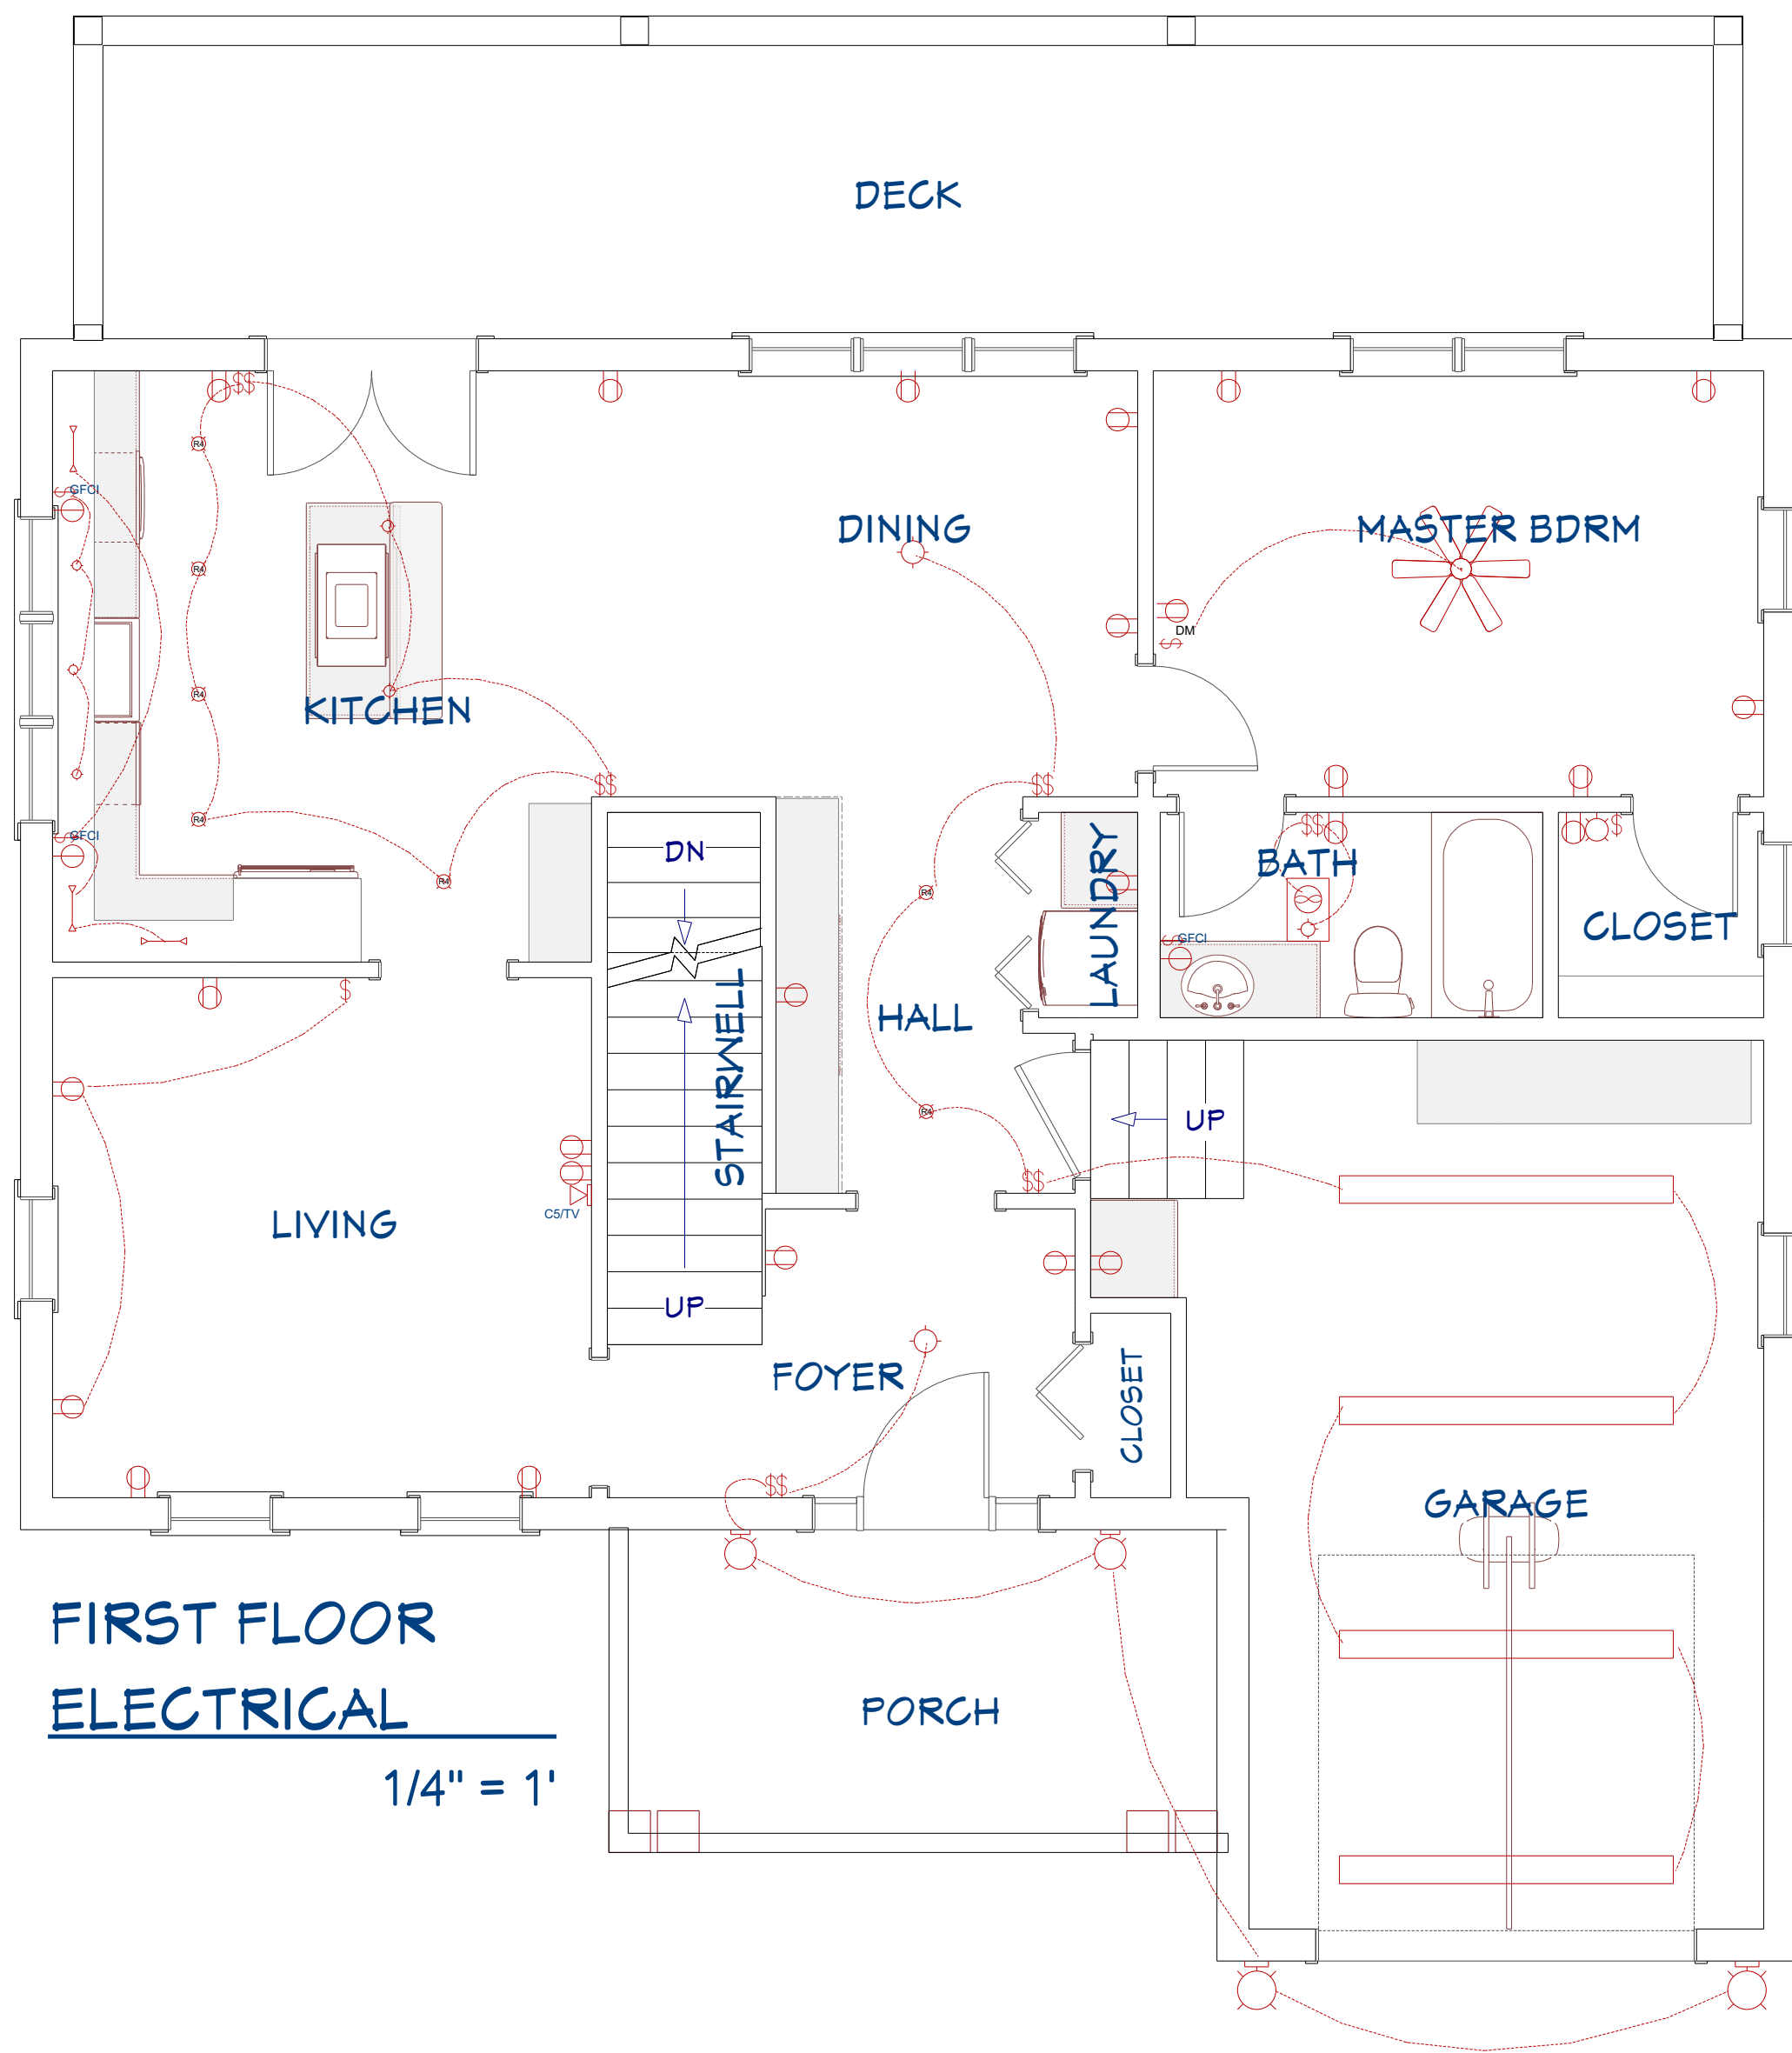 DECK
$$
R4
GFCI
R4
DINING
MASTER BDRM
DM
$
R4
KITCHEN
$$
$$
R4
GFCI
$$
$
DN
BATH
R4
R4
LAUNDRY
CLOSET
GFCI
$
STAIRWELL
HALL
R4
UP
$$
C5/TV
LIVING
UP
FOYER
CLOSET
$$
GARAGE
FIRST FLOOR
ELECTRICAL
PORCH
1/4" = 1'